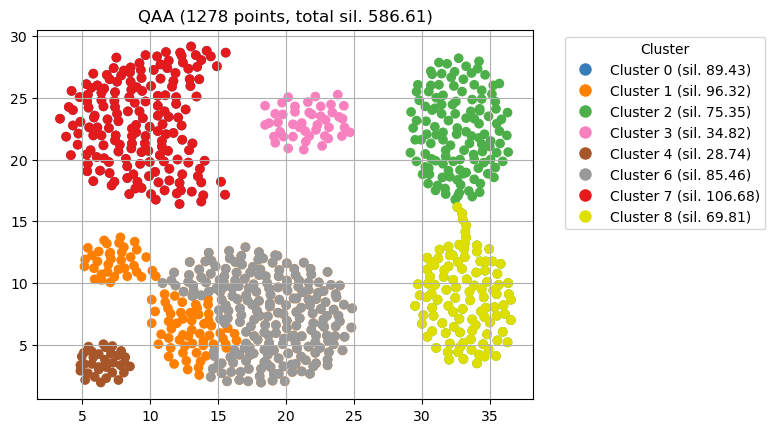 QAA (1278 points, total sil. 586.61)
30
25
20
15
10
5
5 10 15 20 25 30 35
Cluster
Cluster 0 (sil. 89.43)
Cluster 1 (sil. 96.32)
Cluster 2 (sil. 75.35)
Cluster 3 (sil. 34.82)
Cluster 4 (sil. 28.74)
Cluster 6 (sil. 85.46)
Cluster 7 (sil. 106.68)
Cluster 8 (sil. 69.81)